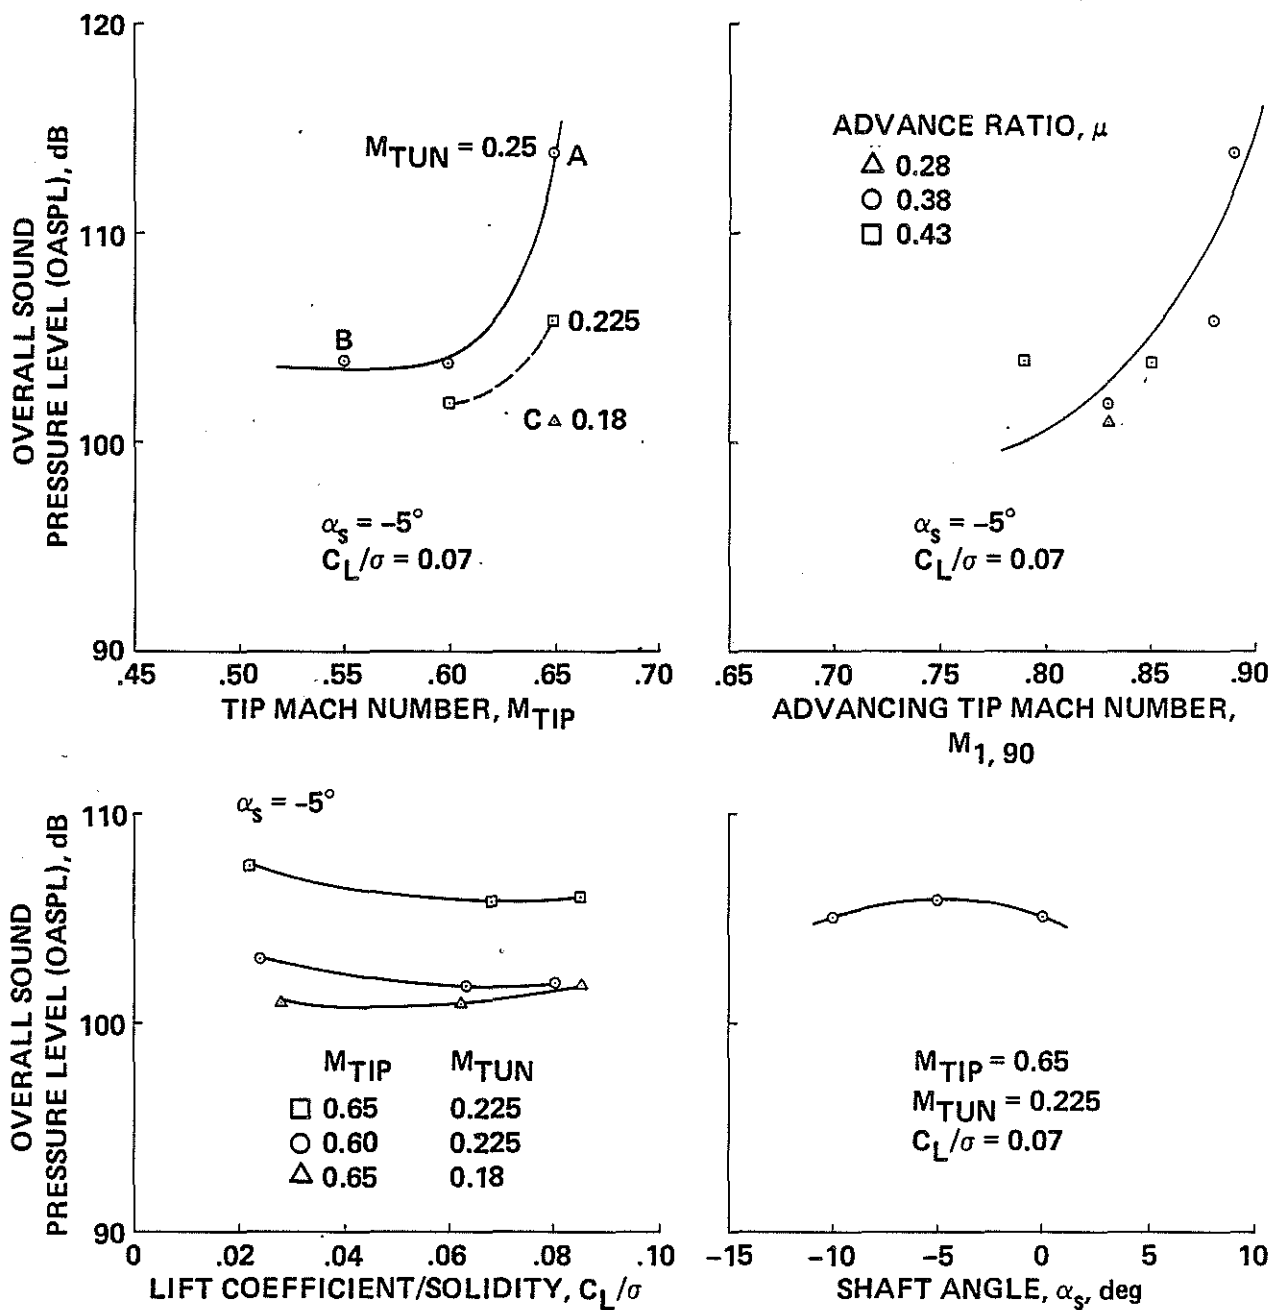 120
110
100
90
OVERALL SOUND
PRESSURE LEVEL (OASPL), dB
M_TUN = 0.25
A
B
0.225
C 0.18
α_s = –5°
C_L/σ = 0.07
.45 .50 .55 .60 .65 .70
TIP MACH NUMBER, M_TIP
ADVANCE RATIO, μ
△ 0.28
○ 0.38
□ 0.43
α_s = –5°
C_L/σ = 0.07
.65 .70 .75 .80 .85 .90
ADVANCING TIP MACH NUMBER,
M_1, 90
110
100
90
OVERALL SOUND
PRESSURE LEVEL (OASPL), dB
α_s = –5°
M_TIP M_TUN
□ 0.65 0.225
○ 0.60 0.225
△ 0.65 0.18
0 .02 .04 .06 .08 .10
LIFT COEFFICIENT/SOLIDITY, C_L/σ
M_TIP = 0.65
M_TUN = 0.225
C_L/σ = 0.07
–15 –10 –5 0 5 10
SHAFT ANGLE, α_s, deg